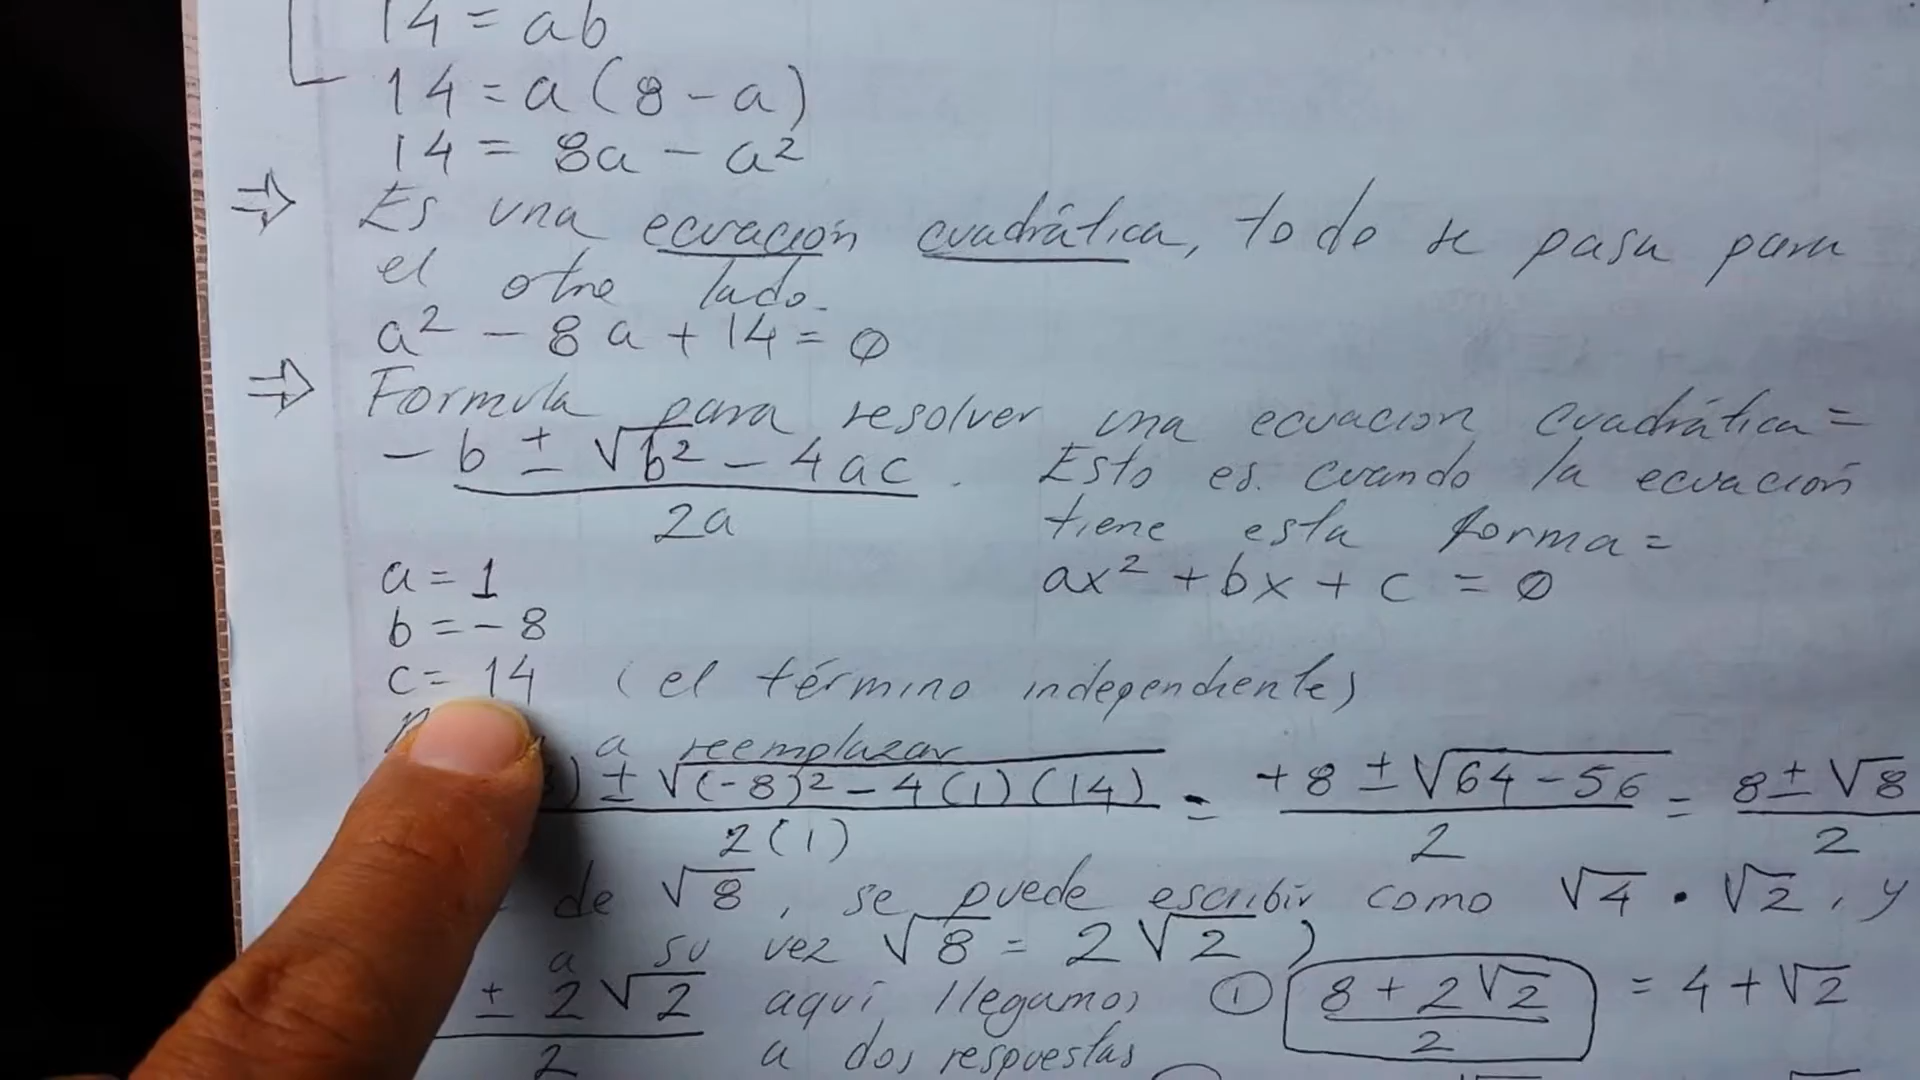 14 = ab
14 = a(8 - a)
14 = 8a - a²
⇒ Es una ecuación cuadrática, todo se pasa para
el otro lado.
a² - 8a + 14 = 0
⇒ Formula para resolver una ecuacion cuadrática =
-b ± √b² - 4ac / 2a . Esto es cuando la ecuación
tiene esta forma =
ax² + bx + c = 0
a = 1
b = -8
c = 14 (el término independiente)
a reemplazar
) ± √(-8)² - 4(1)(14) / 2(1) = +8 ± √64 - 56 / 2 = 8 ± √8 / 2
de √8, se puede escribir como √4 · √2, y
a su vez √8 = 2√2)
± 2√2 / 2 aquí llegamos ① 8 + 2√2 / 2 = 4 + √2
a dos respuestas